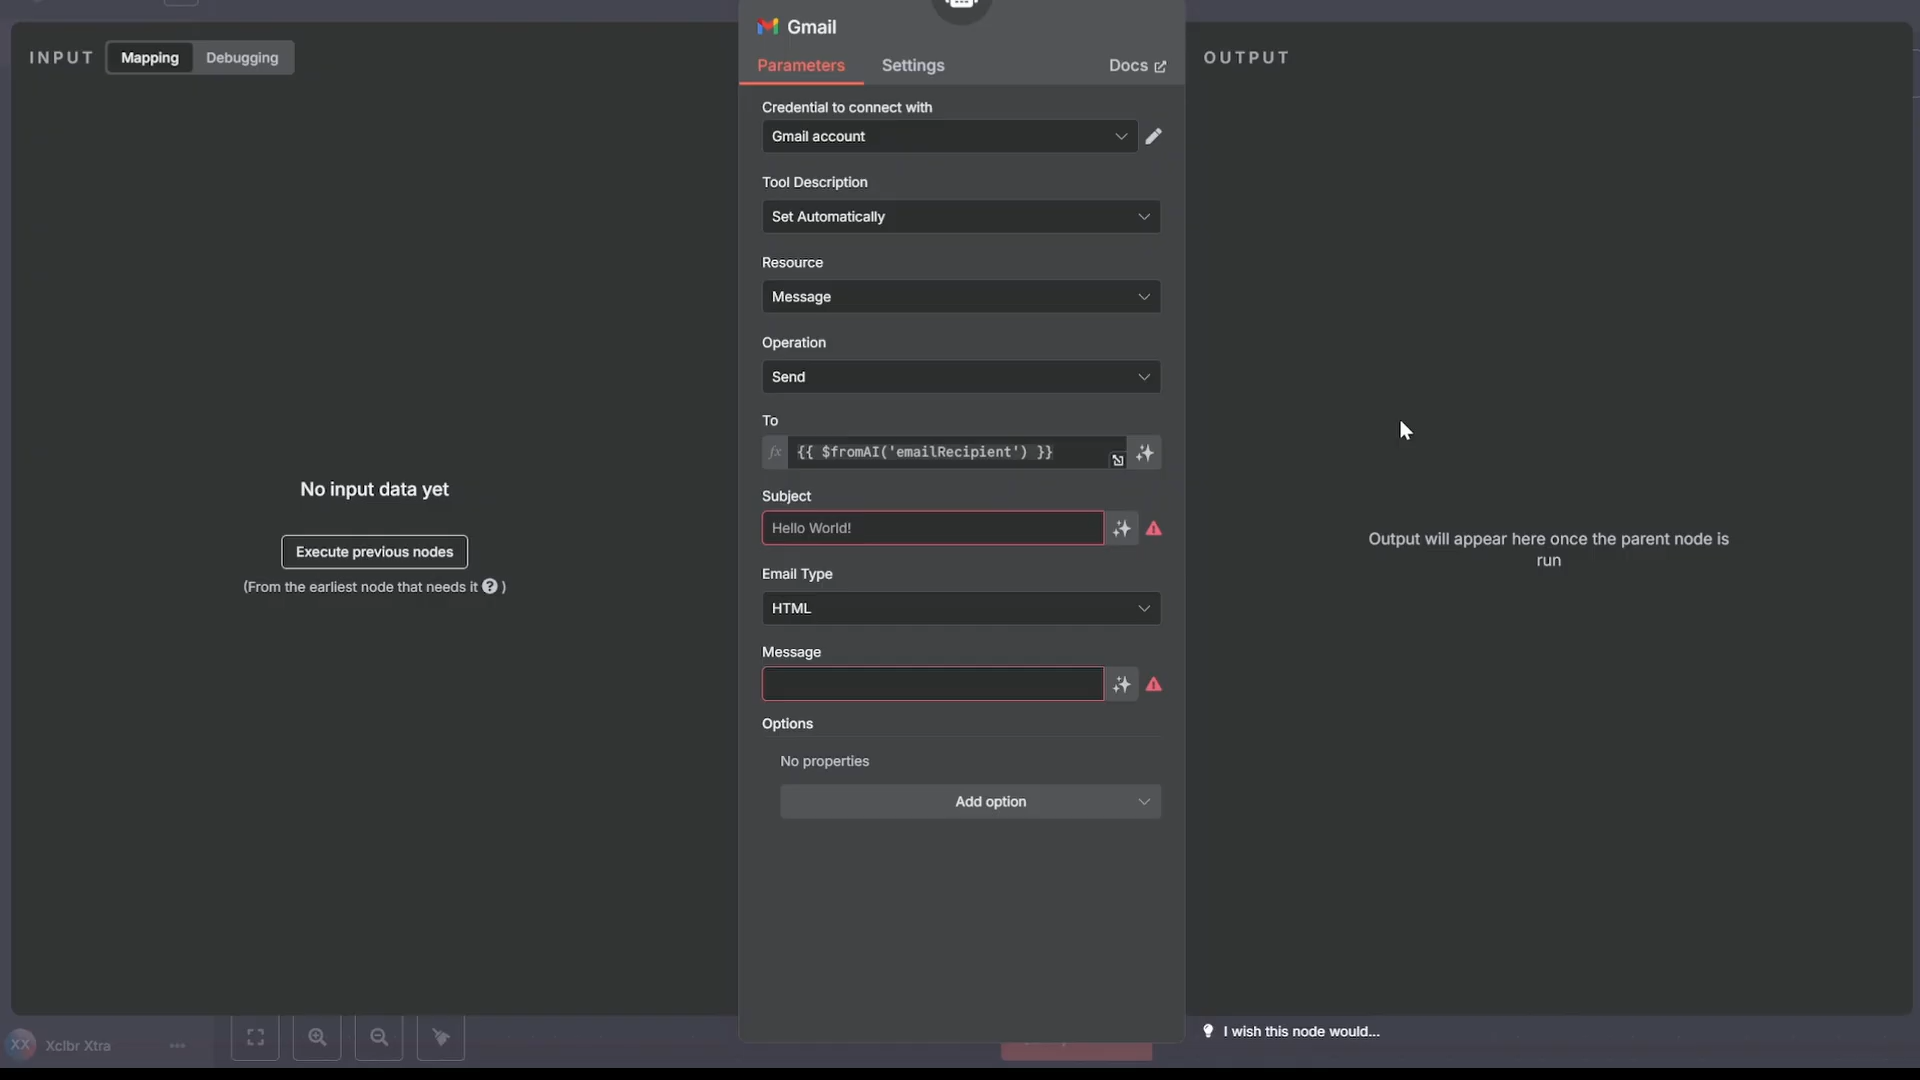 Gmail
INPUT
Mapping
Debugging
Parameters
Settings
Docs
OUTPUT
Credential to connect with
Gmail account
Tool Description
Set Automatically
Resource
Message
Operation
Send
To
fx
{{ $fromAI('emailRecipient') }}
Subject
Hello World!
Email Type
HTML
Message
Options
No properties
Add option
No input data yet
Execute previous nodes
(From the earliest node that needs it ? )
Output will appear here once the parent node is
run
I wish this node would...
XX
Xclbr Xtra